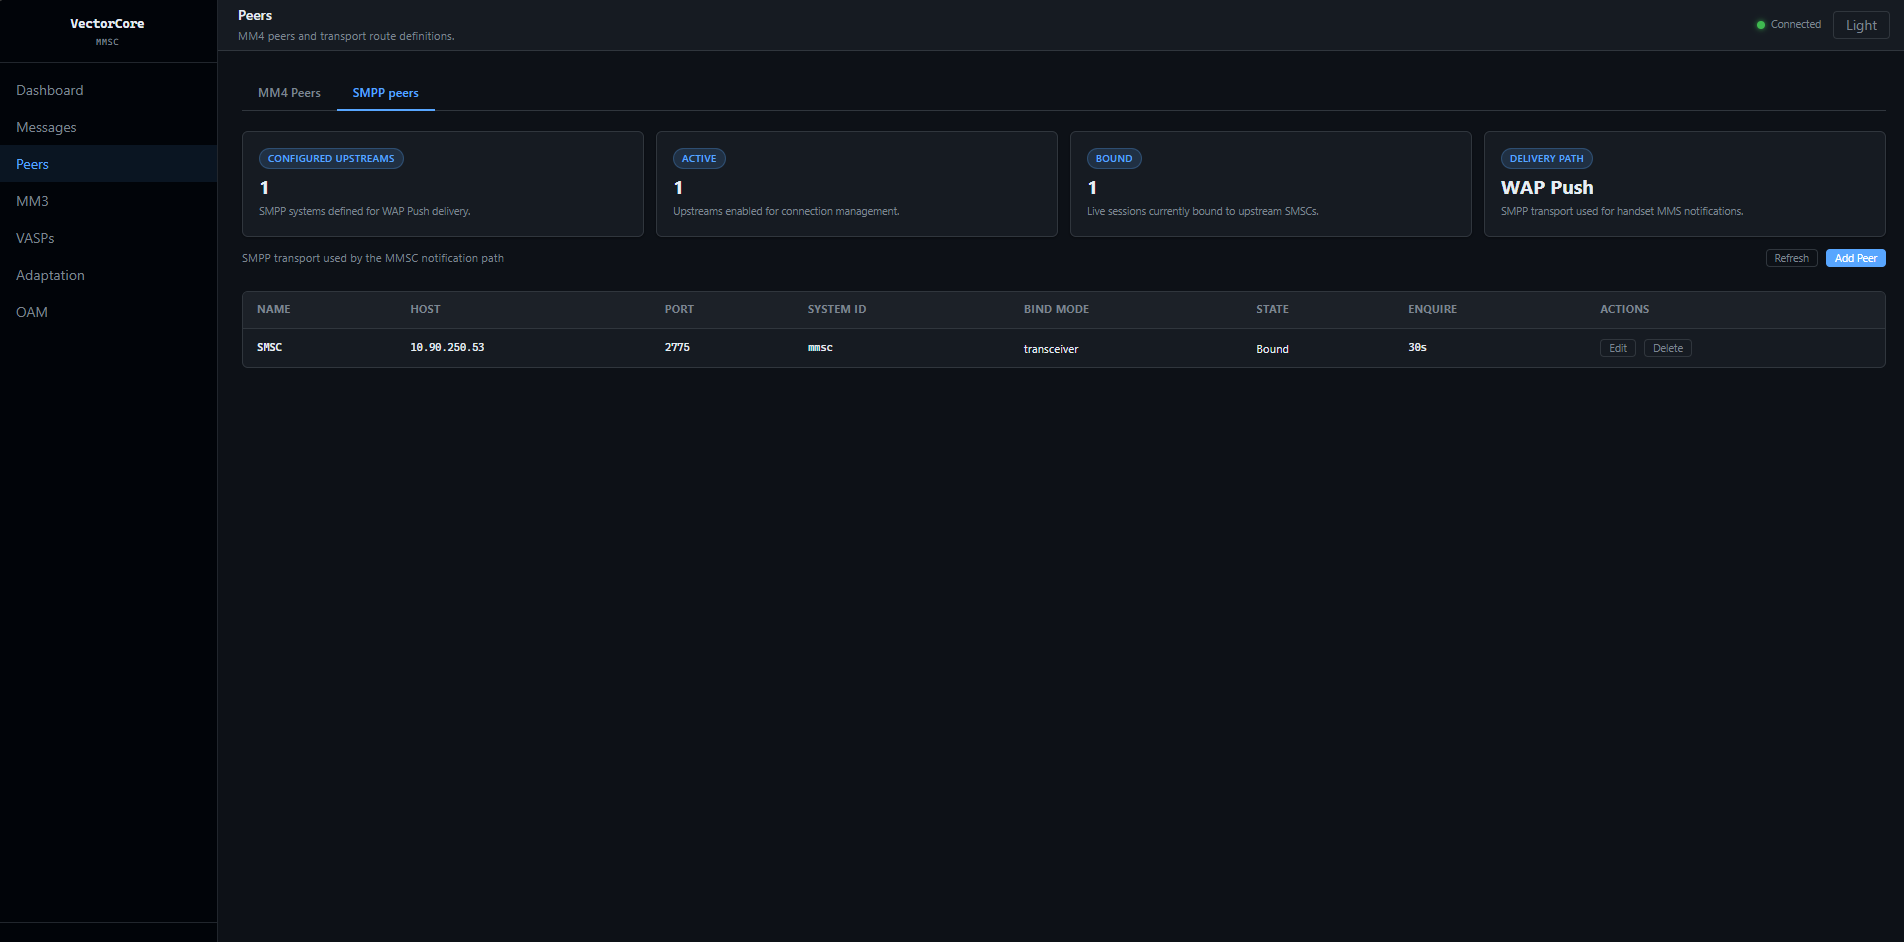 VectorCore
MMSC
Dashboard
Messages
Peers
MM3
VASPs
Adaptation
OAM
Peers
MM4 peers and transport route definitions.
Connected
Light
MM4 Peers SMPP peers
CONFIGURED UPSTREAMS
1
SMPP systems defined for WAP Push delivery.
ACTIVE
1
Upstreams enabled for connection management.
BOUND
1
Live sessions currently bound to upstream SMSCs.
DELIVERY PATH
WAP Push
SMPP transport used for handset MMS notifications.
SMPP transport used by the MMSC notification path
Refresh Add Peer
NAME HOST PORT SYSTEM ID BIND MODE STATE ENQUIRE ACTIONS
SMSC 10.90.250.53 2775 mmsc transceiver Bound 30s Edit Delete